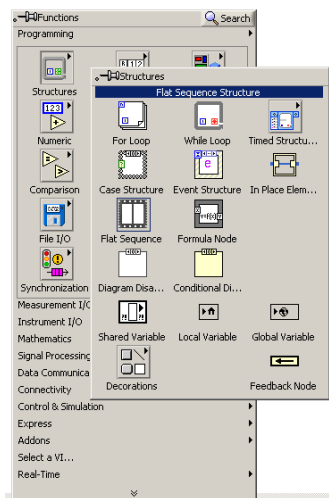 Functions
Search
Programming
Structures
Structures
Flat Sequence Structure
Numeric
For Loop
While Loop
Timed Structu...
Comparison
Case Structure
Event Structure
In Place Elem...
File I/O
Flat Sequence
Formula Node
Synchronization
Diagram Disa...
Conditional Di...
Measurement I/O
Instrument I/O
Shared Variable
Local Variable
Global Variable
Mathematics
Signal Processing
Data Communica
Decorations
Feedback Node
Connectivity
Control & Simulation
Express
Addons
Select a VI...
Real-Time